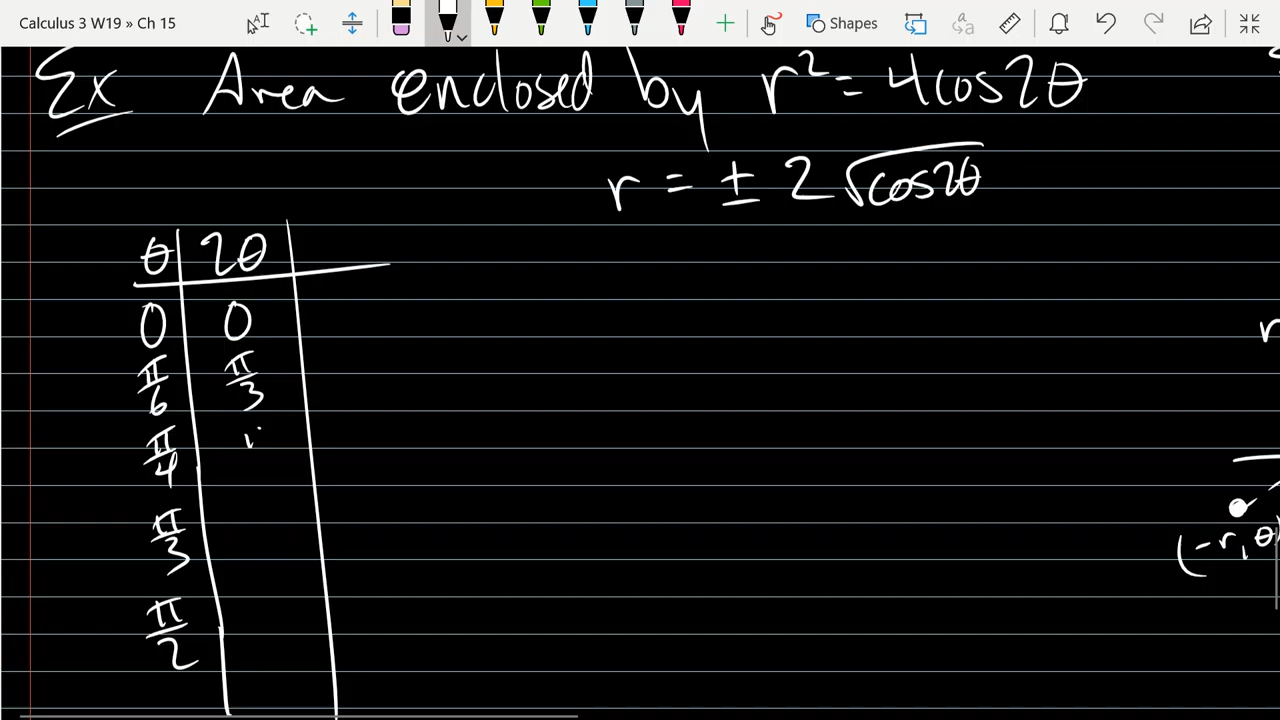 Calculus 3 W19 » Ch 15
Shapes
Ex Area enclosed by r² = 4cos2θ
r = ± 2 √cos2θ
θ 2θ
0 0
π/6 π/3
π/4
π/3
π/2
r
(-r, θ)